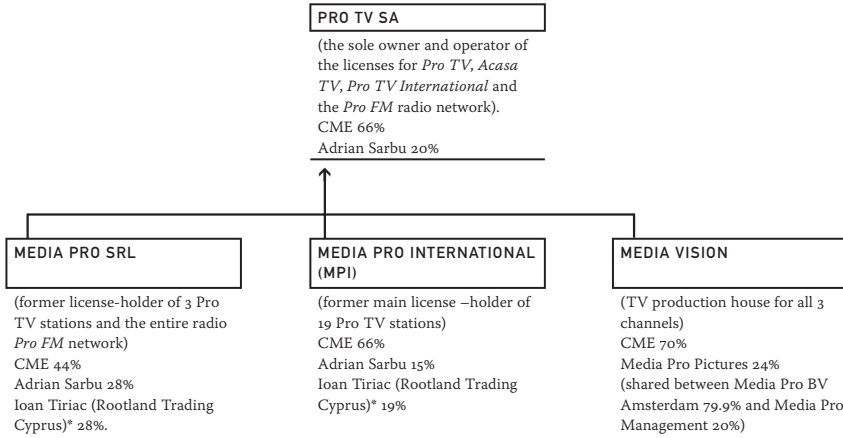 PRO TV SA
(the sole owner and operator of
the licenses for Pro TV, Acasa
TV, Pro TV International and
the Pro FM radio network).
CME 66%
Adrian Sarbu 20%
MEDIA PRO SRL
(former license-holder of 3 Pro
TV stations and the entire radio
Pro FM network)
CME 44%
Adrian Sarbu 28%
Ioan Tiriac (Rootland Trading
Cyprus)* 28%.
MEDIA PRO INTERNATIONAL
(MPI)
(former main license –holder of
19 Pro TV stations)
CME 66%
Adrian Sarbu 15%
Ioan Tiriac (Rootland Trading
Cyprus)* 19%
MEDIA VISION
(TV production house for all 3
channels)
CME 70%
Media Pro Pictures 24%
(shared between Media Pro BV
Amsterdam 79.9% and Media Pro
Management 20%)